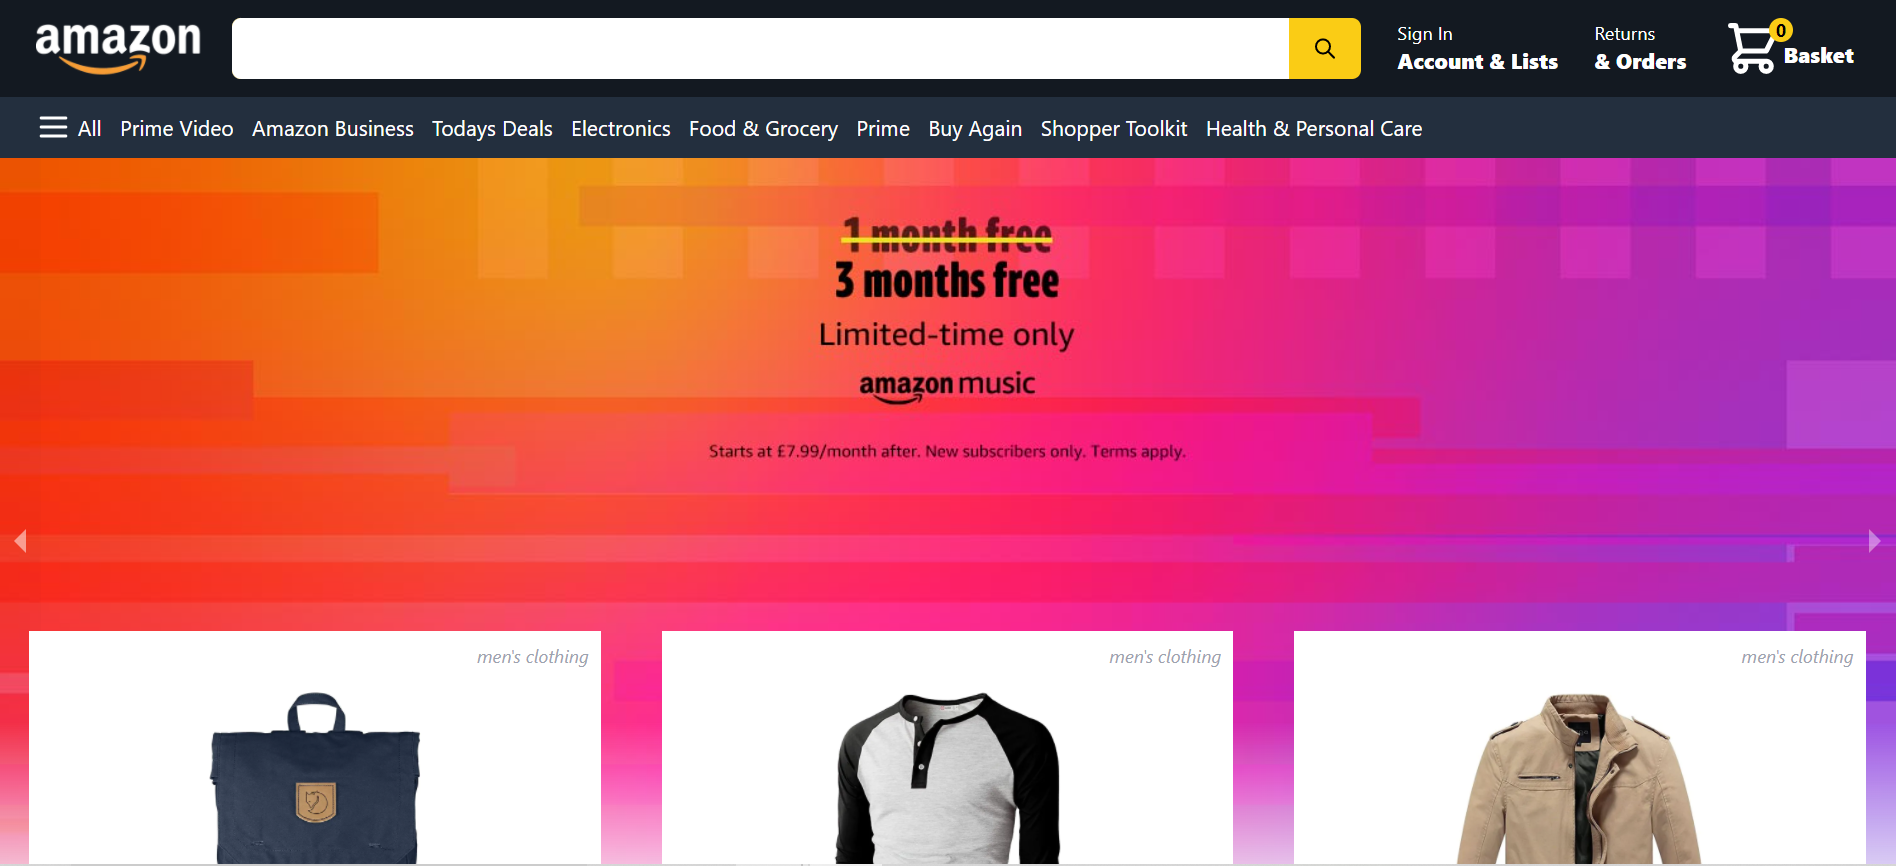 amazon
Sign In
Account & Lists
Returns
& Orders
0
Basket
All Prime Video Amazon Business Todays Deals Electronics Food & Grocery Prime Buy Again Shopper Toolkit Health & Personal Care
1 month free
3 months free
Limited-time only
amazon music
Starts at £7.99/month after. New subscribers only. Terms apply.
men's clothing
men's clothing
men's clothing